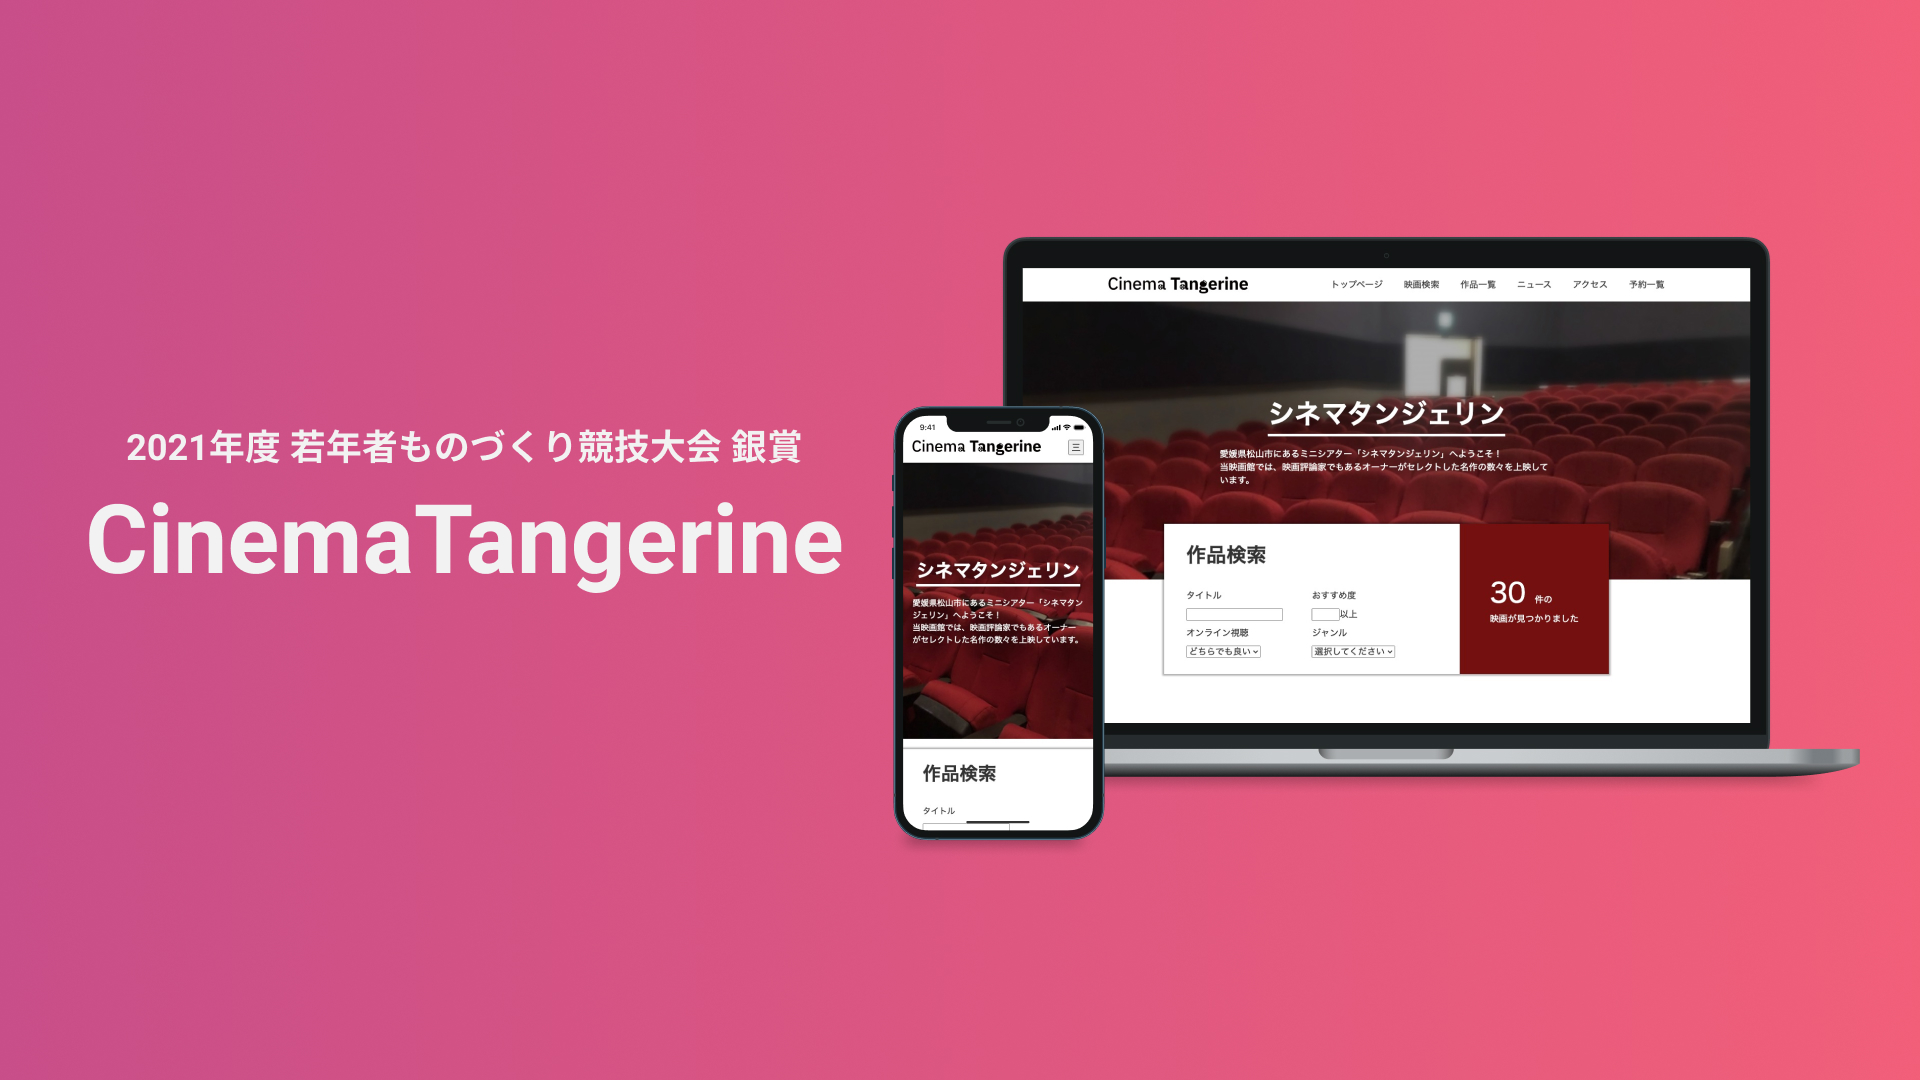 2021年度 若年者ものづくり競技大会 銀賞
CinemaTangerine
9:41
Cinema Tangerine
シネマタンジェリン
愛媛県松山市にあるミニシアター「シネマタン
ジェリン」へようこそ！
当映画館では、映画評論家でもあるオーナー
がセレクトした名作の数々を上映しています。
作品検索
タイトル
Cinema Tangerine
トップページ 映画検索 作品一覧 ニュース アクセス 予約一覧
シネマタンジェリン
愛媛県松山市にあるミニシアター「シネマタンジェリン」へようこそ！
当映画館では、映画評論家でもあるオーナーがセレクトした名作の数々を上映して
います。
作品検索
タイトル おすすめ度
以上
オンライン視聴 ジャンル
どちらでも良い 選択してください
30 件の
映画が見つかりました